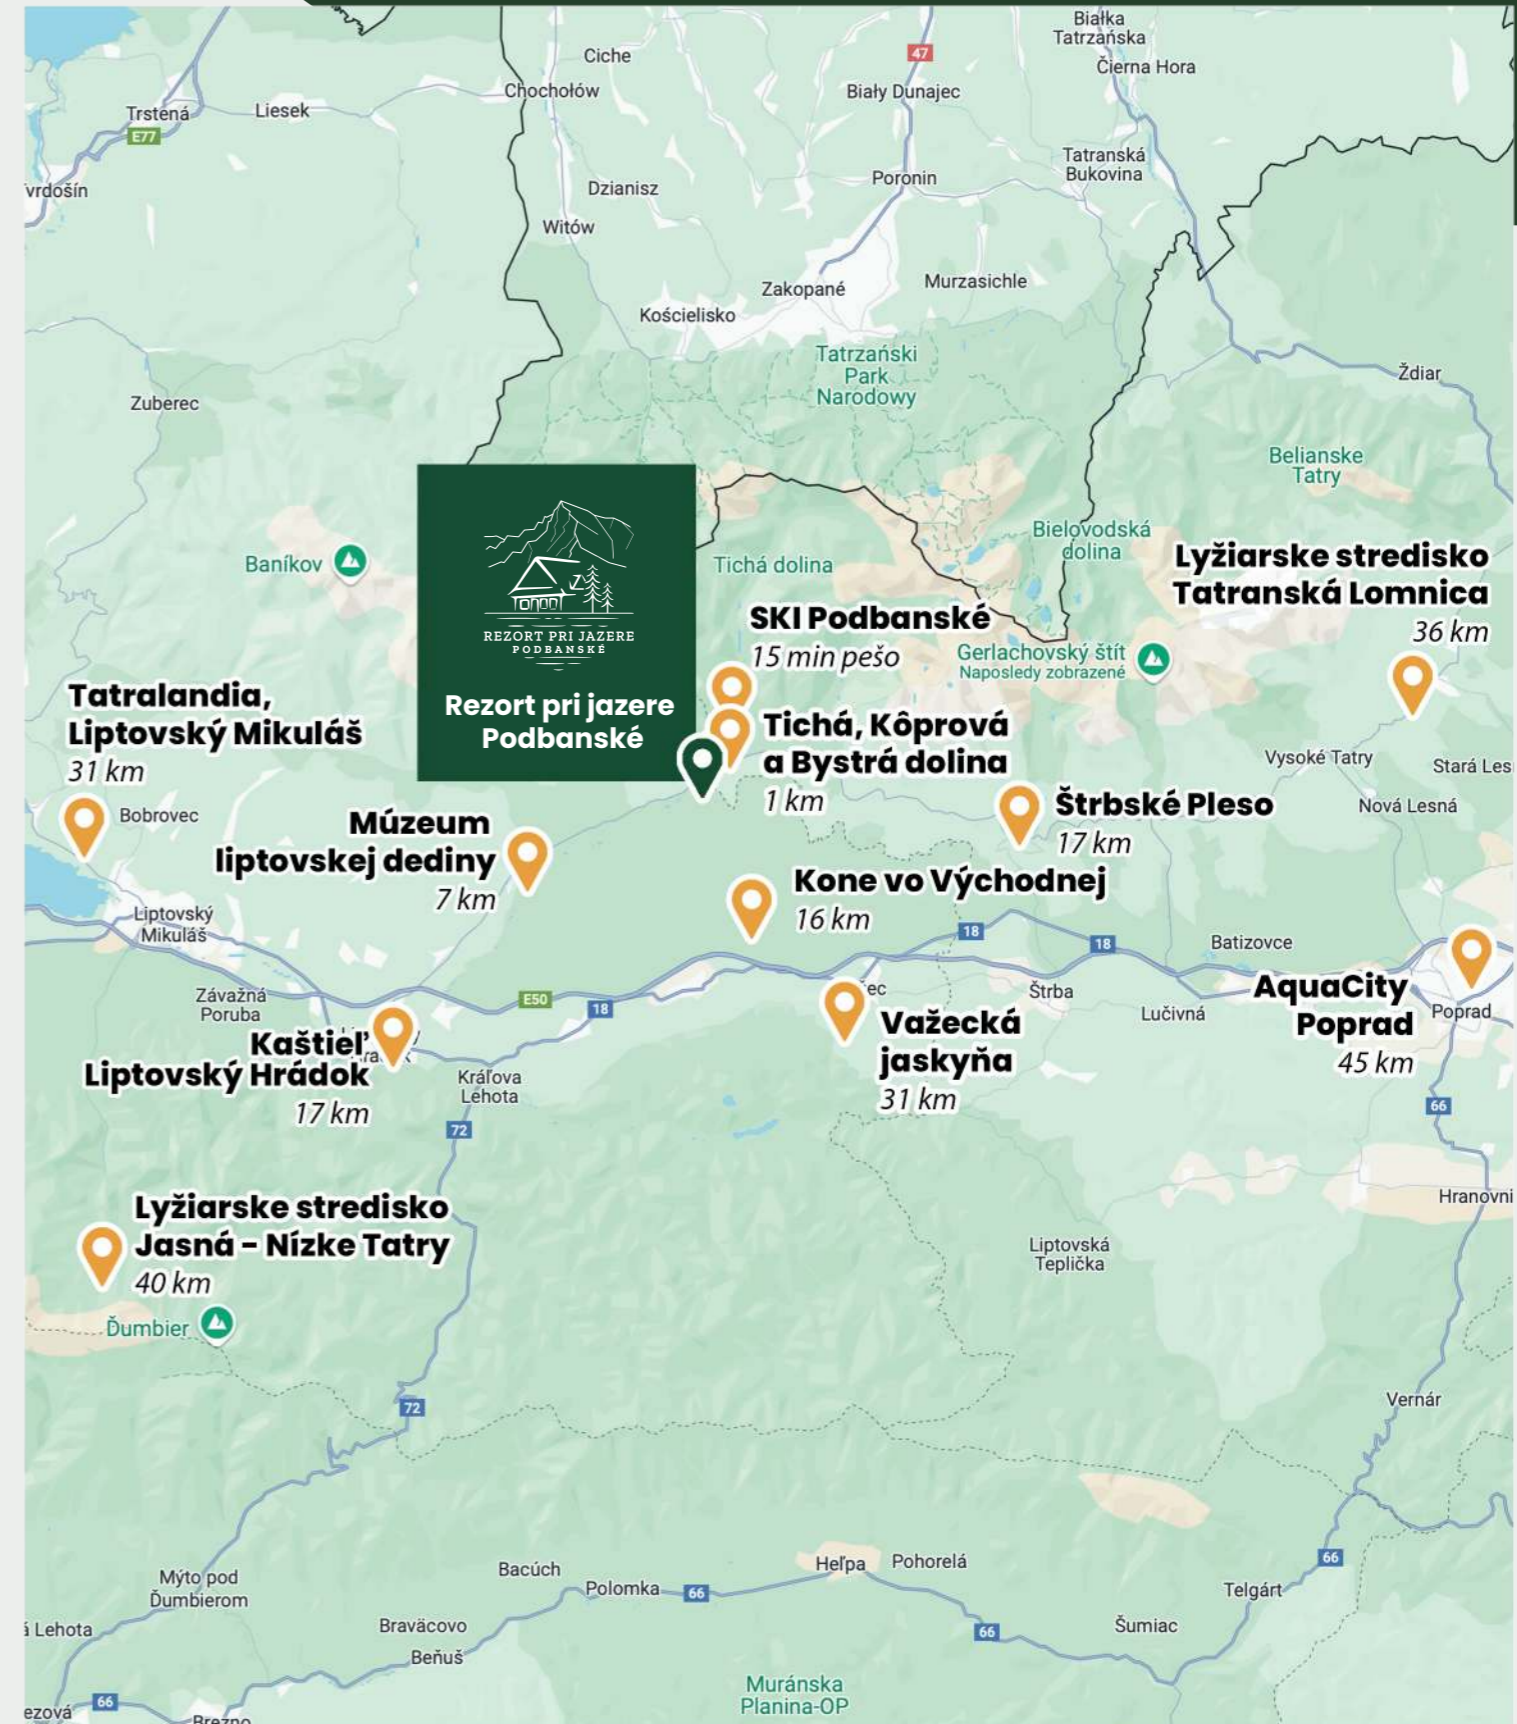 Białka
Tatrzańska
Ciche
47
Čierna Hora
Chochołów
Biały Dunajec
Trstená
Liesek
E77
Tatranská
Bukovina
Poronin
Dzianisz
Witów
Zakopané
Murzasichle
Kościelisko
Tatrzański
Park
Narodowy
Ždiar
Zuberec
Belianske
Tatry
Bielovodská
dolina
Baníkov
Tichá dolina
REZORT PRI JAZERE
PODBANSKÉ
Rezort pri jazere
Podbanské
Lyžiarske stredisko
Tatranská Lomnica
36 km
SKI Podbanské
15 min pešo
Gerlachovský štít
Naposledy zobrazené
Tatralandia,
Liptovský Mikuláš
31 km
Tichá, Kôprová
a Bystrá dolina
1 km
Vysoké Tatry
Stará Les
Nová Lesná
Bobrovec
Štrbské Pleso
17 km
Múzeum
liptovskej dediny
7 km
Kone vo Východnej
16 km
Liptovský
Mikuláš
18
18
Batizovce
AquaCity
Poprad
45 km
Poprad
Závažná
Poruba
E50
18
ec
Štrba
Lučivná
Važecká
jaskyňa
31 km
Kaštieľ
Liptovský Hrádok
17 km
Kráľova
Lehota
72
66
Hranovni
Lyžiarske stredisko
Jasná – Nízke Tatry
40 km
Liptovská
Teplička
Ďumbier
72
Vernár
Mýto pod
Ďumbierom
Bacúch
Polomka
66
Heľpa
Pohorelá
66
Telgárt
á Lehota
Braväcovo
Beňuš
66
Šumiac
Muránska
Planina-OP
ezová
66
Brezno